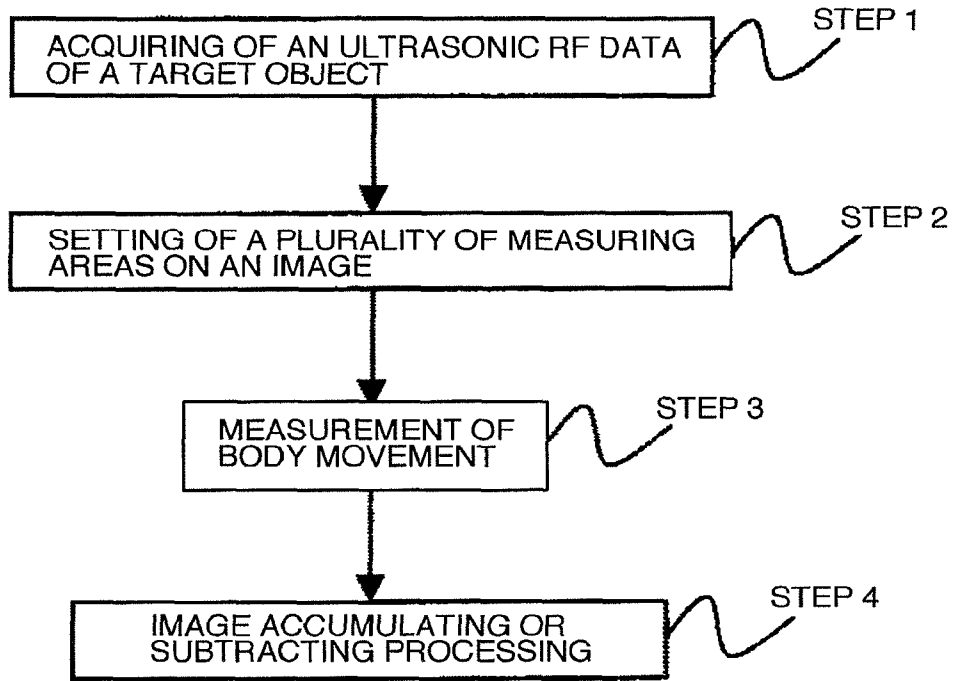 STEP 1
ACQUIRING OF AN ULTRASONIC RF DATA
OF A TARGET OBJECT
STEP 2
SETTING OF A PLURALITY OF MEASURING
AREAS ON AN IMAGE
STEP 3
MEASUREMENT OF
BODY MOVEMENT
STEP 4
IMAGE ACCUMULATING OR
SUBTRACTING PROCESSING